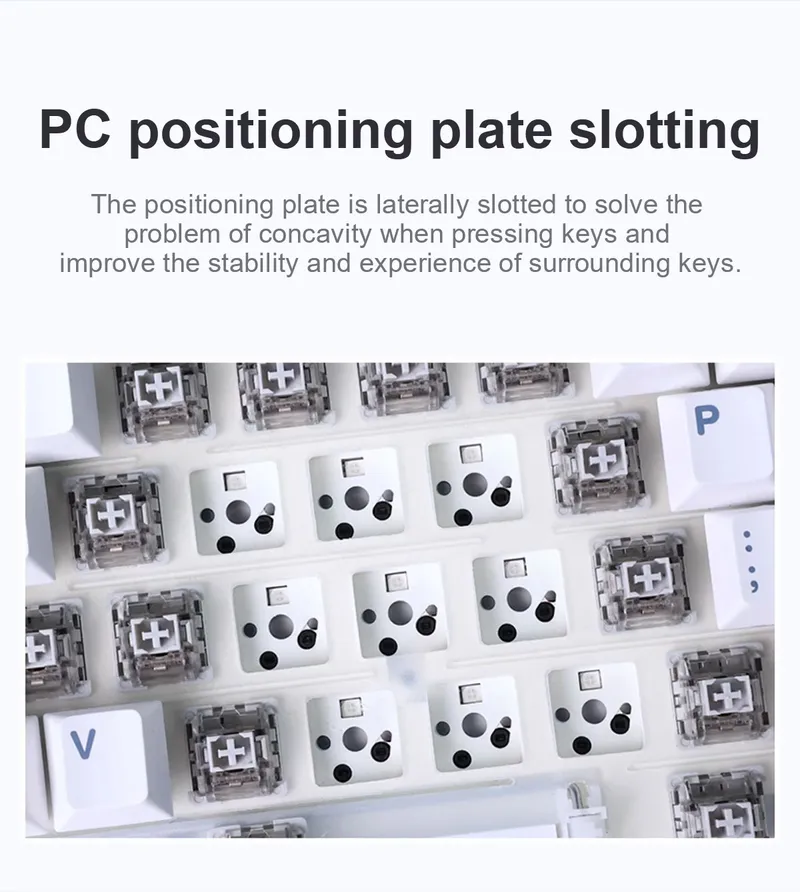 PC positioning plate slotting
The positioning plate is laterally slotted to solve the
problem of concavity when pressing keys and
improve the stability and experience of surrounding keys.
P
;
V